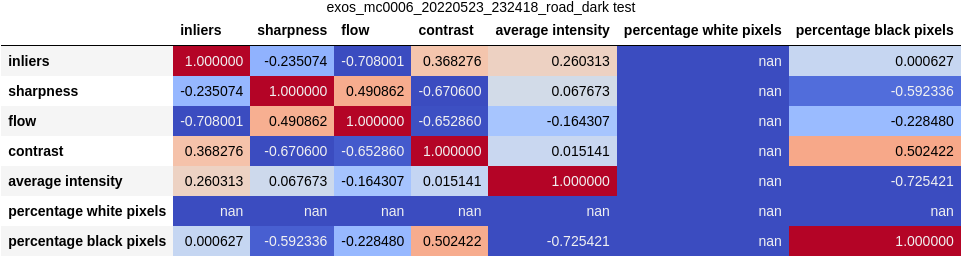 exos_mc0006_20220523_232418_road_dark test
inliers sharpness flow contrast average intensity percentage white pixels percentage black pixels
inliers 1.000000 -0.235074 -0.708001 0.368276 0.260313 nan 0.000627
sharpness -0.235074 1.000000 0.490862 -0.670600 0.067673 nan -0.592336
flow -0.708001 0.490862 1.000000 -0.652860 -0.164307 nan -0.228480
contrast 0.368276 -0.670600 -0.652860 1.000000 0.015141 nan 0.502422
average intensity 0.260313 0.067673 -0.164307 0.015141 1.000000 nan -0.725421
percentage white pixels nan nan nan nan nan nan nan
percentage black pixels 0.000627 -0.592336 -0.228480 0.502422 -0.725421 nan 1.000000